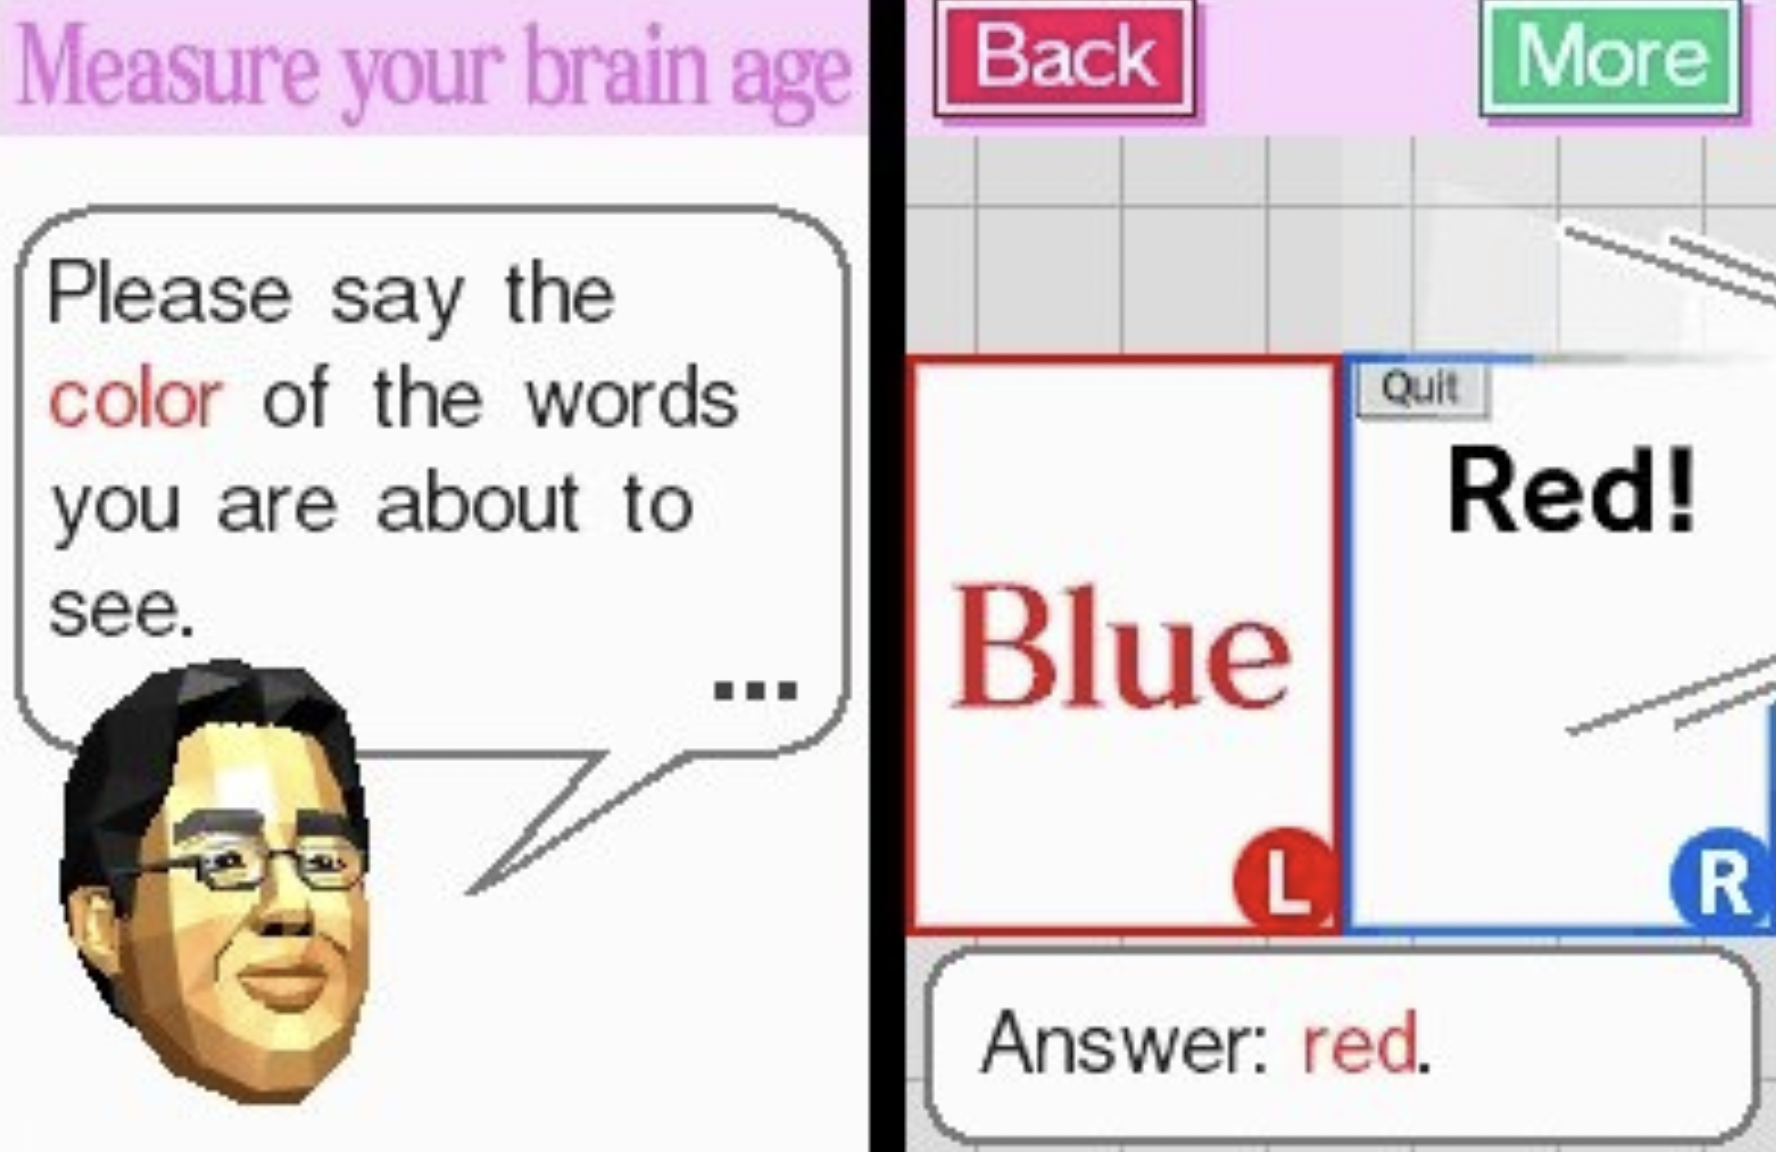 Measure your brain age
Please say the
color of the words
you are about to
see.
...
Back
More
Blue
L
Quit
Red!
R
Answer: red.